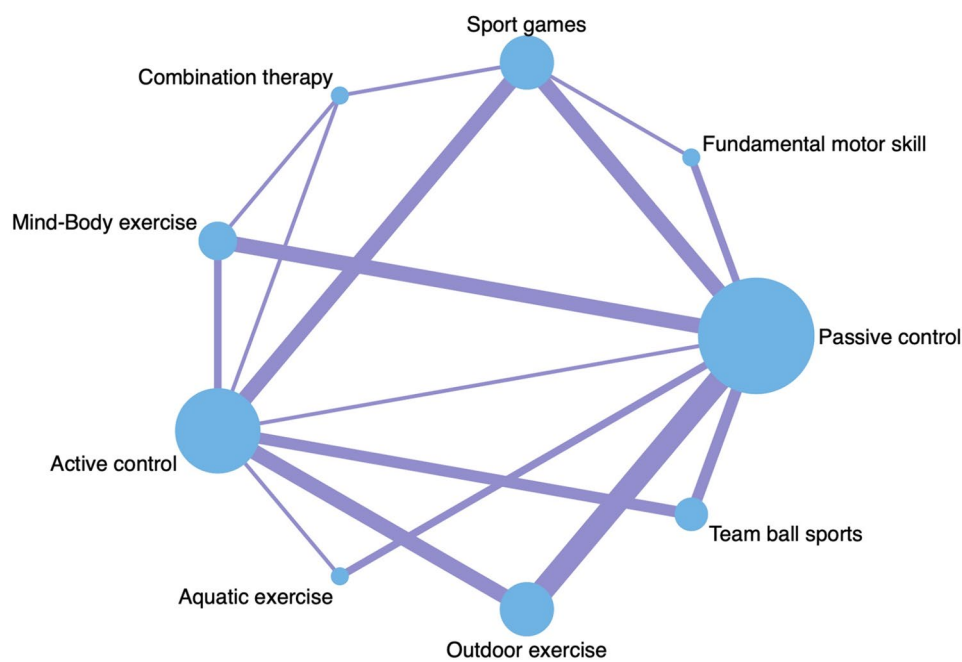 Sport games
Combination therapy
Fundamental motor skill
Mind-Body exercise
Passive control
Active control
Team ball sports
Aquatic exercise
Outdoor exercise